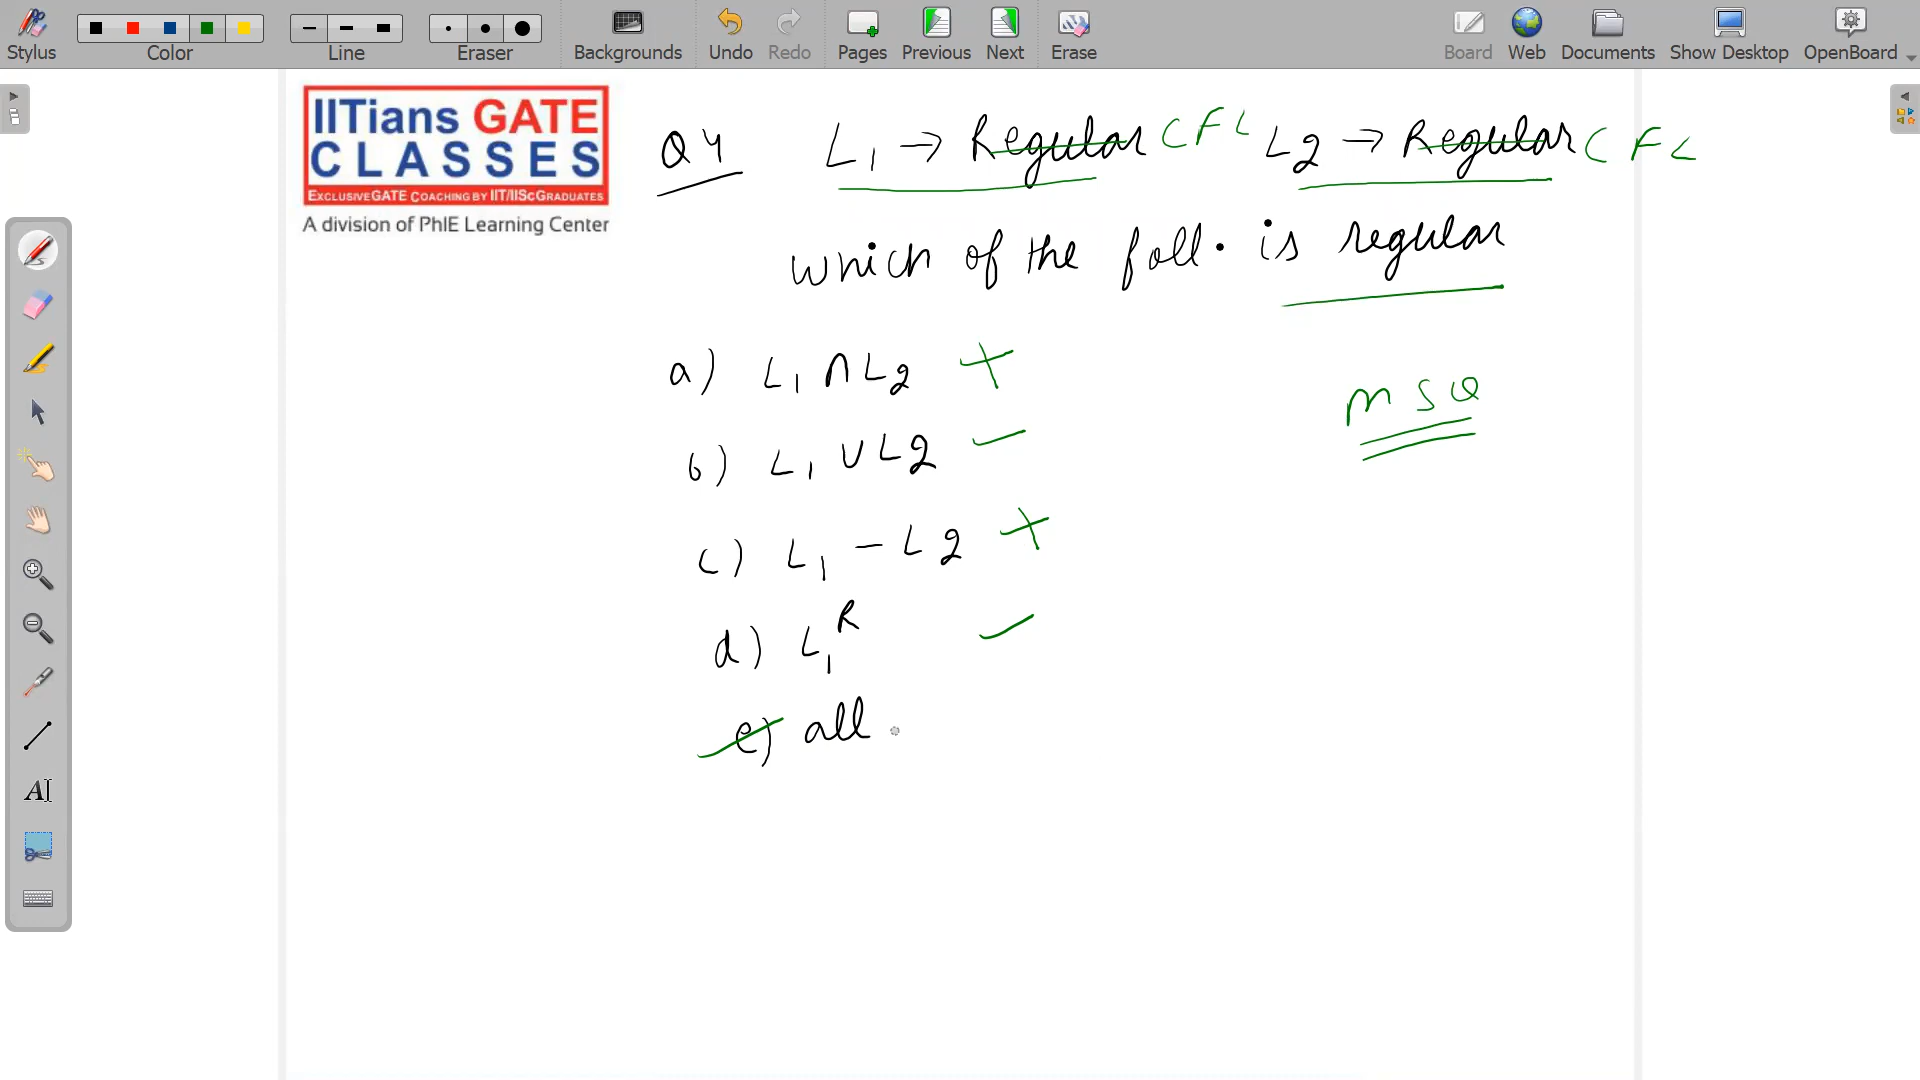 Stylus Color Line Eraser Backgrounds Undo Redo Pages Previous Next Erase Board Web Documents Show Desktop OpenBoard
IITians GATE
CLASSES
EXCLUSIVE GATE COACHING BY IIT/IISC GRADUATES
A division of PhIE Learning Center
Q4 L1 → Regular CFL L2 → Regular CFL
which of the foll. is regular
a) L1 ∩ L2
MSQ
b) L1 ∪ L2
c) L1 − L2
d) L1^R
e) all